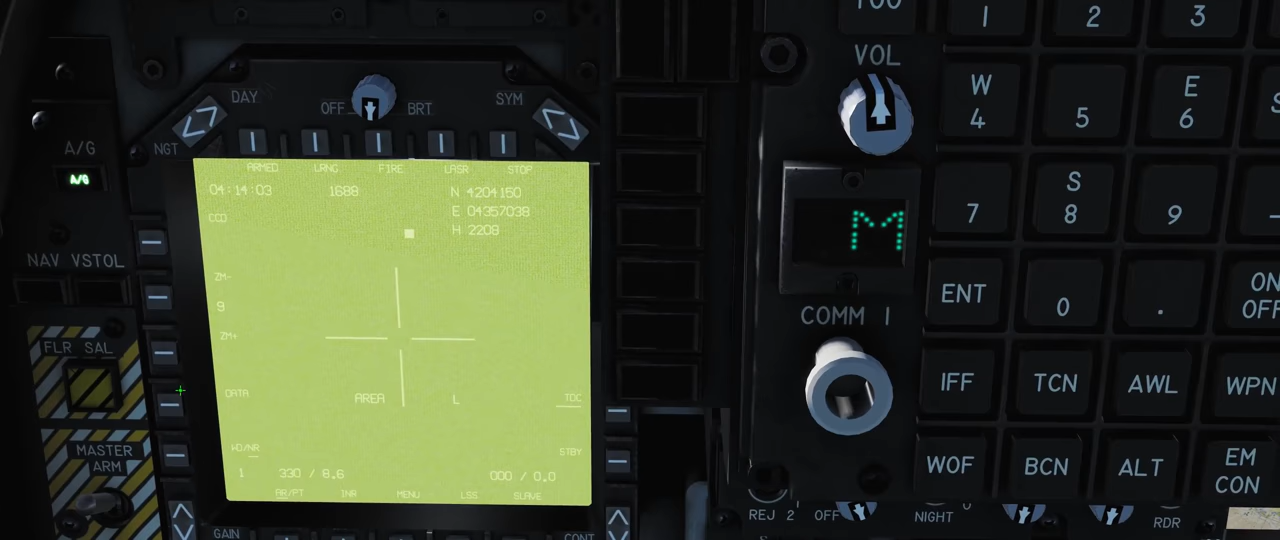 1 2 3
VOL
DAY OFF BRT SYM
NGT
W 4
5
E 6
A/G
A/G
ARMED LRNG FIRE LASR STOP
04:14:03 1688 N 4204150
E 04357038
H 2208
CCD
7
S 8
9
M
NAV VSTOL
ZM-
9
ZM+
ENT 0 . ON OFF
COMM 1
FLR SAL
DATA AREA L TDC
IFF TCN AWL WPN
MASTER ARM
WD/NR STBY
1 330 / 8.6 000 / 0.0
AR/PT INR MENU LSS SLAVE
WOF BCN ALT EM CON
REJ 2 OFF NIGHT RDR
GAIN CONT